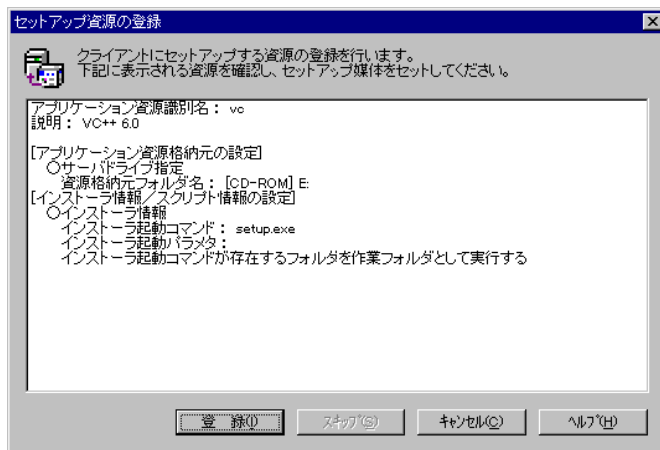 セットアップ資源の登録
クライアントにセットアップする資源の登録を行います。
下記に表示される資源を確認し、セットアップ媒体をセットしてください。
アプリケーション資源識別名： vc
説明： VC++ 6.0
[アプリケーション資源格納元の設定]
〇サーバドライブ指定
資源格納元フォルダ名： [CD-ROM] E:
[インストーラ情報／スクリプト情報の設定]
〇インストーラ情報
インストーラ起動コマンド： setup.exe
インストーラ起動パラメタ：
インストーラ起動コマンドが存在するフォルダを作業フォルダとして実行する
登 録(I) スキップ(S) キャンセル(C) ヘルプ(H)